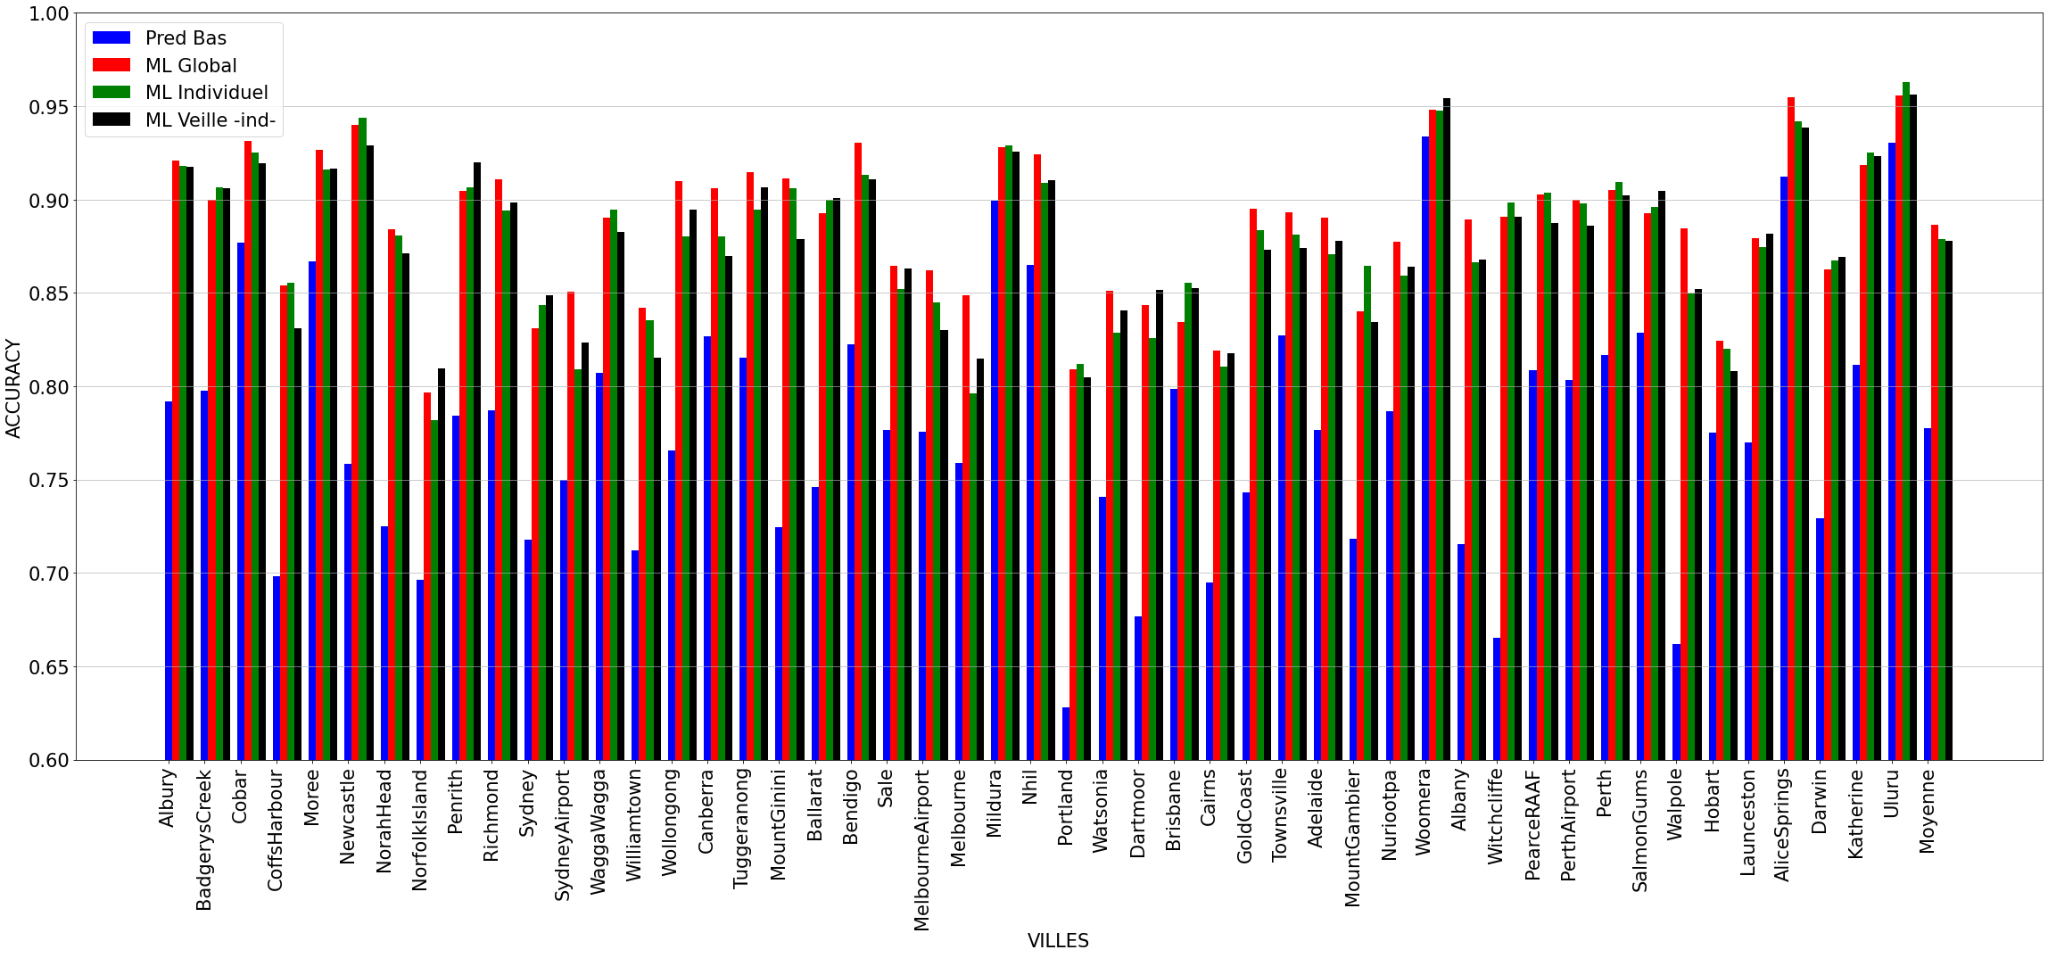 1.00
0.95
0.90
0.85
0.80
0.75
0.70
0.65
0.60
ACCURACY
Pred Bas
ML Global
ML Individuel
ML Veille -ind-
Albury
BadgerysCreek
Cobar
CoffsHarbour
Moree
Newcastle
NorahHead
NorfolkIsland
Penrith
Richmond
Sydney
SydneyAirport
WaggaWagga
Williamtown
Wollongong
Canberra
Tuggeranong
MountGinini
Ballarat
Bendigo
Sale
MelbourneAirport
Melbourne
Mildura
Nhil
Portland
Watsonia
Dartmoor
Brisbane
Cairns
GoldCoast
Townsville
Adelaide
MountGambier
Nuriootpa
Woomera
Albany
Witchcliffe
PearceRAAF
PerthAirport
Perth
SalmonGums
Walpole
Hobart
Launceston
AliceSprings
Darwin
Katherine
Uluru
Moyenne
VILLES